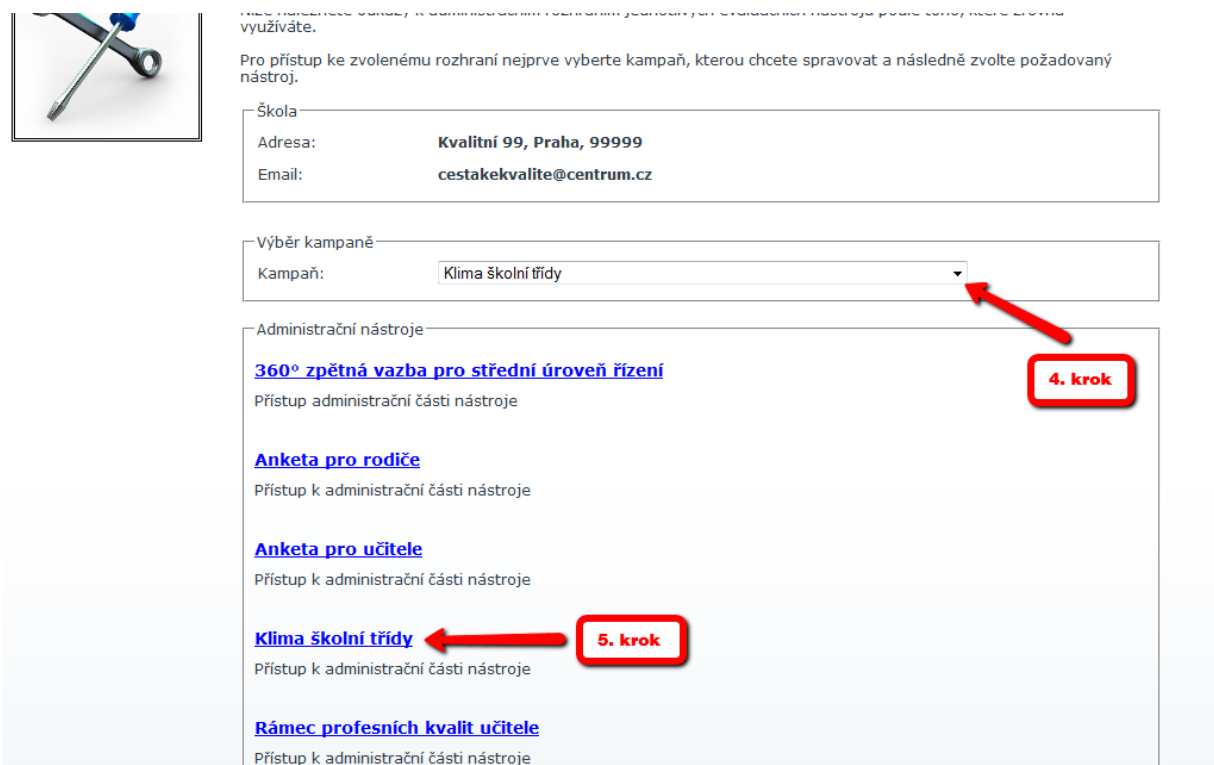 využíváte.
Pro přístup ke zvolenému rozhraní nejprve vyberte kampaň, kterou chcete spravovat a následně zvolte požadovaný
nástroj.
Škola
Adresa: Kvalitní 99, Praha, 99999
Email: cestakekvalite@centrum.cz
Výběr kampaně
Kampaň: Klima školní třídy
Administrační nástroje
360° zpětná vazba pro střední úroveň řízení
4. krok
Přístup administrační části nástroje
Anketa pro rodiče
Přístup k administrační části nástroje
Anketa pro učitele
Přístup k administrační části nástroje
Klima školní třídy 5. krok
Přístup k administrační části nástroje
Rámec profesních kvalit učitele
Přístup k administrační části nástroje